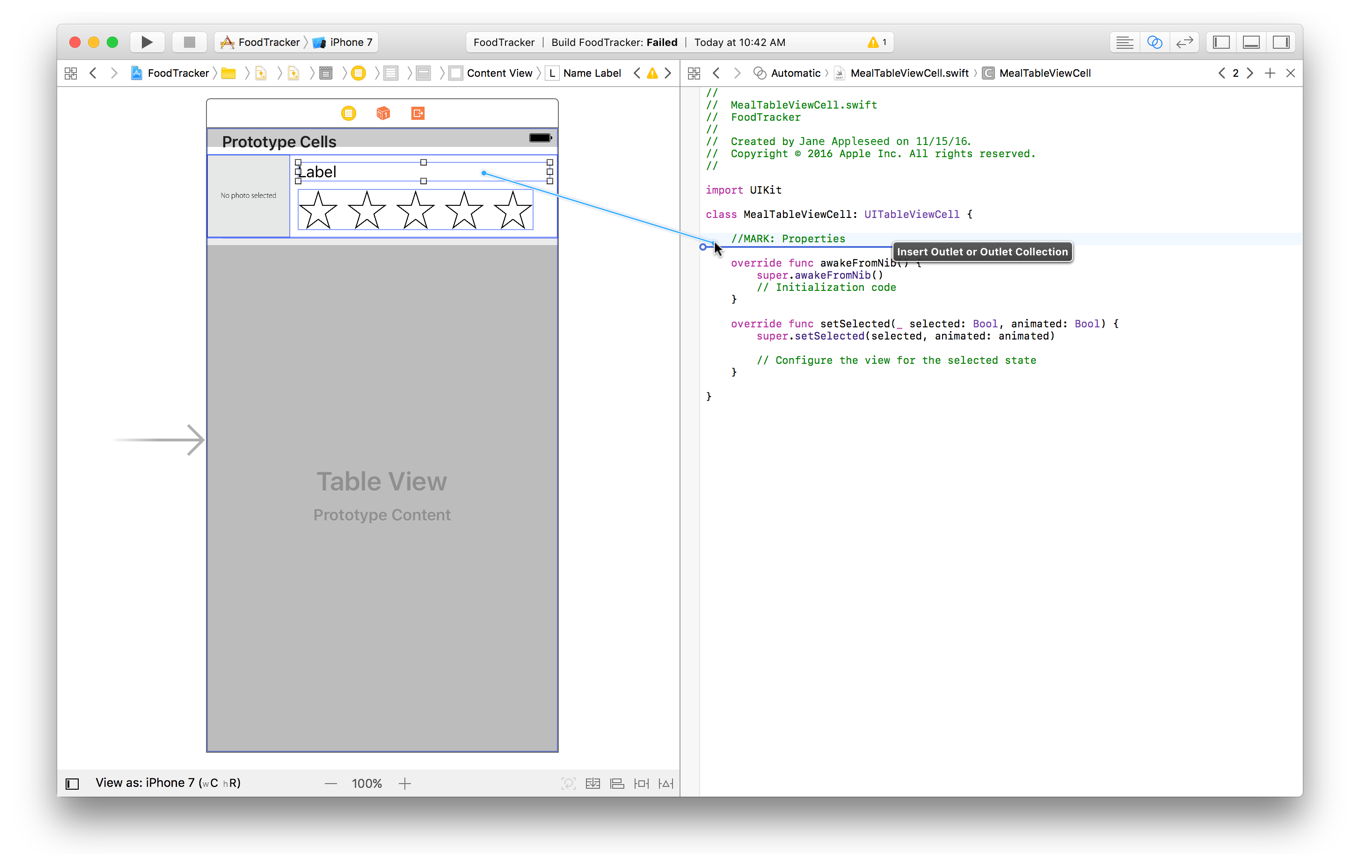 FoodTracker iPhone 7
FoodTracker | Build FoodTracker: Failed | Today at 10:42 AM 1
FoodTracker Content View L Name Label
Automatic MealTableViewCell.swift C MealTableViewCell 2
Prototype Cells
No photo selected
Label
Table View
Prototype Content
View as: iPhone 7 (wC hR)
100%
//
// MealTableViewCell.swift
// FoodTracker
//
// Created by Jane Appleseed on 11/15/16.
// Copyright © 2016 Apple Inc. All rights reserved.
//
import UIKit
class MealTableViewCell: UITableViewCell {
//MARK: Properties
Insert Outlet or Outlet Collection
override func awakeFromNib() {
super.awakeFromNib()
// Initialization code
}
override func setSelected(_ selected: Bool, animated: Bool) {
super.setSelected(selected, animated: animated)
// Configure the view for the selected state
}
}